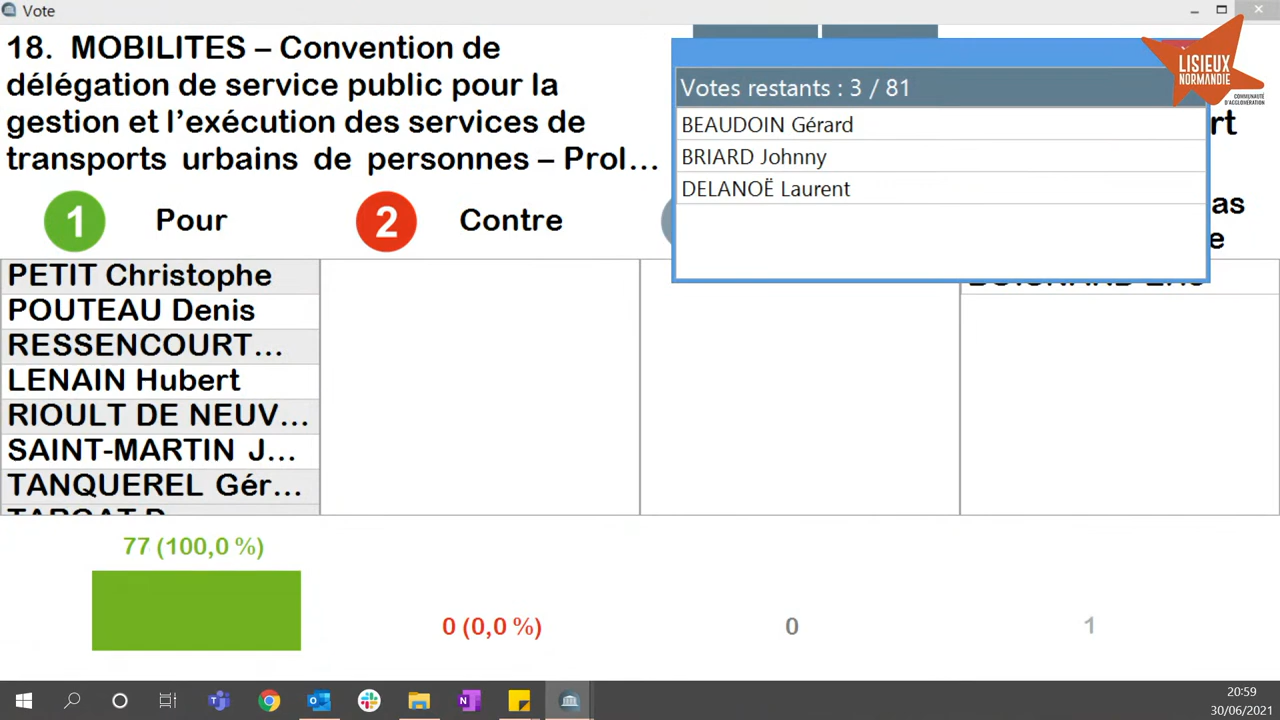 Vote
18. MOBILITES – Convention de
délégation de service public pour la
gestion et l’exécution des services de
transports urbains de personnes – Prol...
1 Pour
2 Contre
Votes restants : 3 / 81
BEAUDOIN Gérard
BRIARD Johnny
DELANOË Laurent
LISIEUX
NORMANDIE
COMMUNAUTÉ
D'AGGLOMÉRATION
rt
as
e
PETIT Christophe
POUTEAU Denis
RESSENCOURT...
LENAIN Hubert
RIOULT DE NEUV...
SAINT-MARTIN J...
TANQUEREL Gér...
77 (100,0 %)
0 (0,0 %)
0
1
20:59
30/06/2021